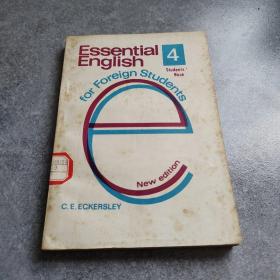 Essential
English
4
Students'
Book
for Foreign Students
New edition
C. E. ECKERSLEY